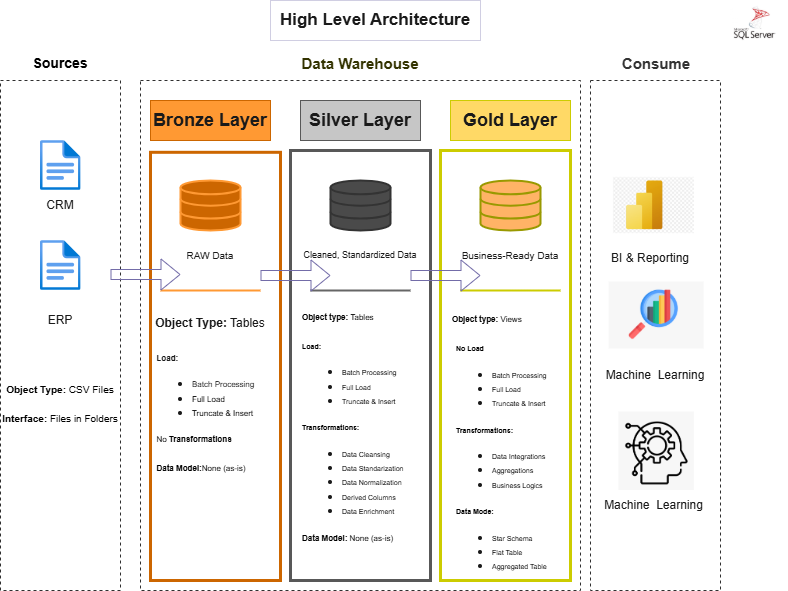 High Level Architecture
SQL Server
Sources
Data Warehouse
Consume
CRM
ERP
Object Type: CSV Files
Interface: Files in Folders
Bronze Layer
RAW Data
Object Type: Tables
Load:
Batch Processing
Full Load
Truncate & Insert
No Transformations
Data Model:None (as-is)
Silver Layer
Cleaned, Standardized Data
Object type: Tables
Load:
Batch Processing
Full Load
Truncate & Insert
Transformations:
Data Cleansing
Data Standarization
Data Normalization
Derived Columns
Data Enrichment
Data Model: None (as-is)
Gold Layer
Business-Ready Data
Object type: Views
No Load
Batch Processing
Full Load
Truncate & Insert
Transformations:
Data Integrations
Aggregations
Business Logics
Data Mode:
Star Schema
Flat Table
Aggregated Table
BI & Reporting
Machine Learning
Machine Learning